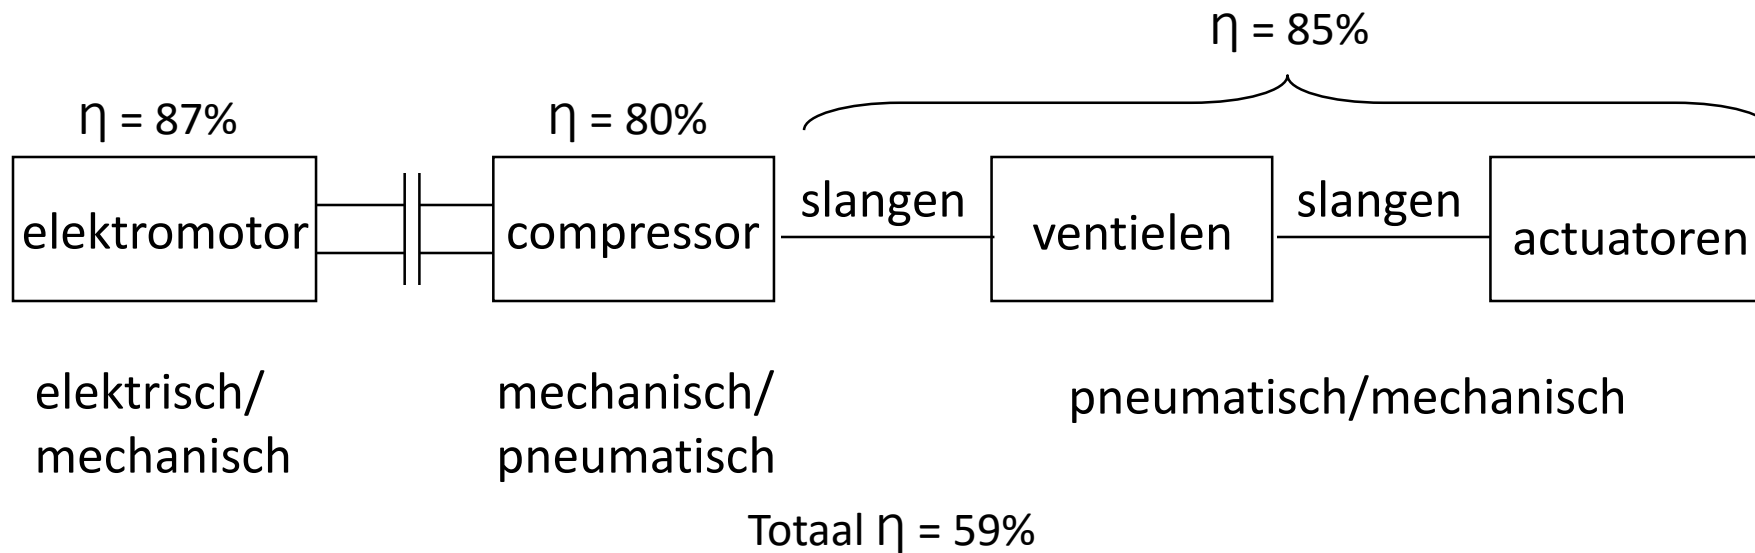 η = 85%
η = 87%
η = 80%
elektromotor
compressor
slangen
ventielen
slangen
actuatoren
elektrisch/
mechanisch
mechanisch/
pneumatisch
pneumatisch/mechanisch
Totaal η = 59%